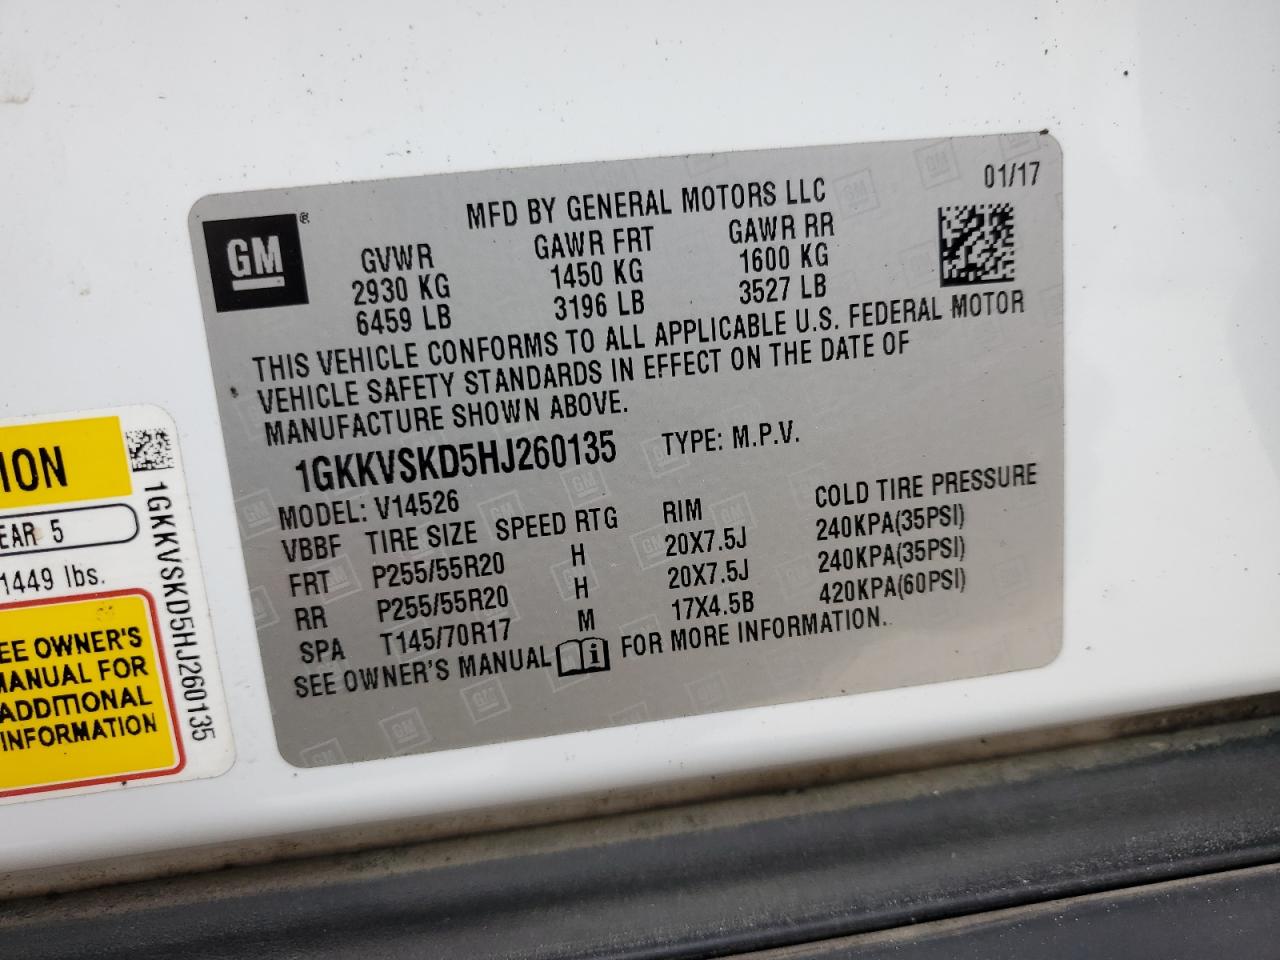 GM®
MFD BY GENERAL MOTORS LLC
01/17
GVWR GAWR FRT GAWR RR
2930 KG 1450 KG 1600 KG
6459 LB 3196 LB 3527 LB
THIS VEHICLE CONFORMS TO ALL APPLICABLE U.S. FEDERAL MOTOR
VEHICLE SAFETY STANDARDS IN EFFECT ON THE DATE OF
MANUFACTURE SHOWN ABOVE.
1GKKVSKD5HJ260135 TYPE: M.P.V.
MODEL: V14526
VBBF TIRE SIZE SPEED RTG RIM COLD TIRE PRESSURE
FRT P255/55R20 H 20X7.5J 240KPA(35PSI)
RR P255/55R20 H 20X7.5J 240KPA(35PSI)
SPA T145/70R17 M 17X4.5B 420KPA(60PSI)
SEE OWNER'S MANUAL i FOR MORE INFORMATION.
ION
EAR 5
1449 lbs.
EE OWNER'S
MANUAL FOR
ADDITIONAL
INFORMATION
1GKKVSKD5HJ260135